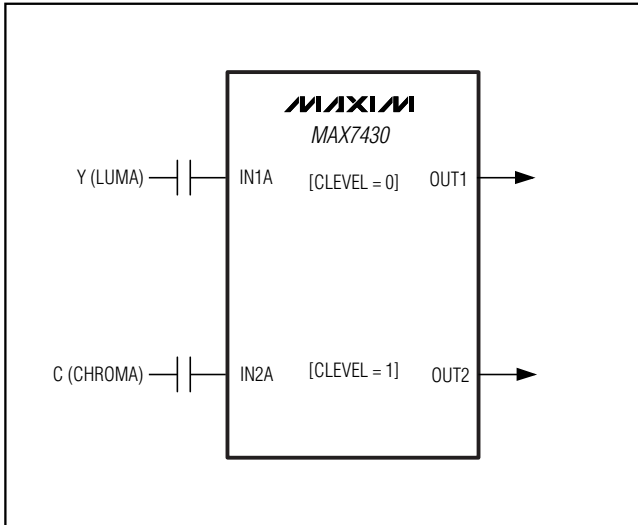 MAXIM
MAX7430
Y (LUMA) IN1A [CLEVEL = 0] OUT1
C (CHROMA) IN2A [CLEVEL = 1] OUT2